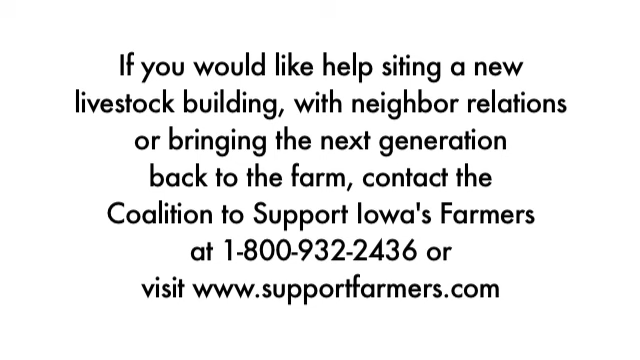 If you would like help siting a new
livestock building, with neighbor relations
or bringing the next generation
back to the farm, contact the
Coalition to Support Iowa's Farmers
at 1-800-932-2436 or
visit www.supportfarmers.com